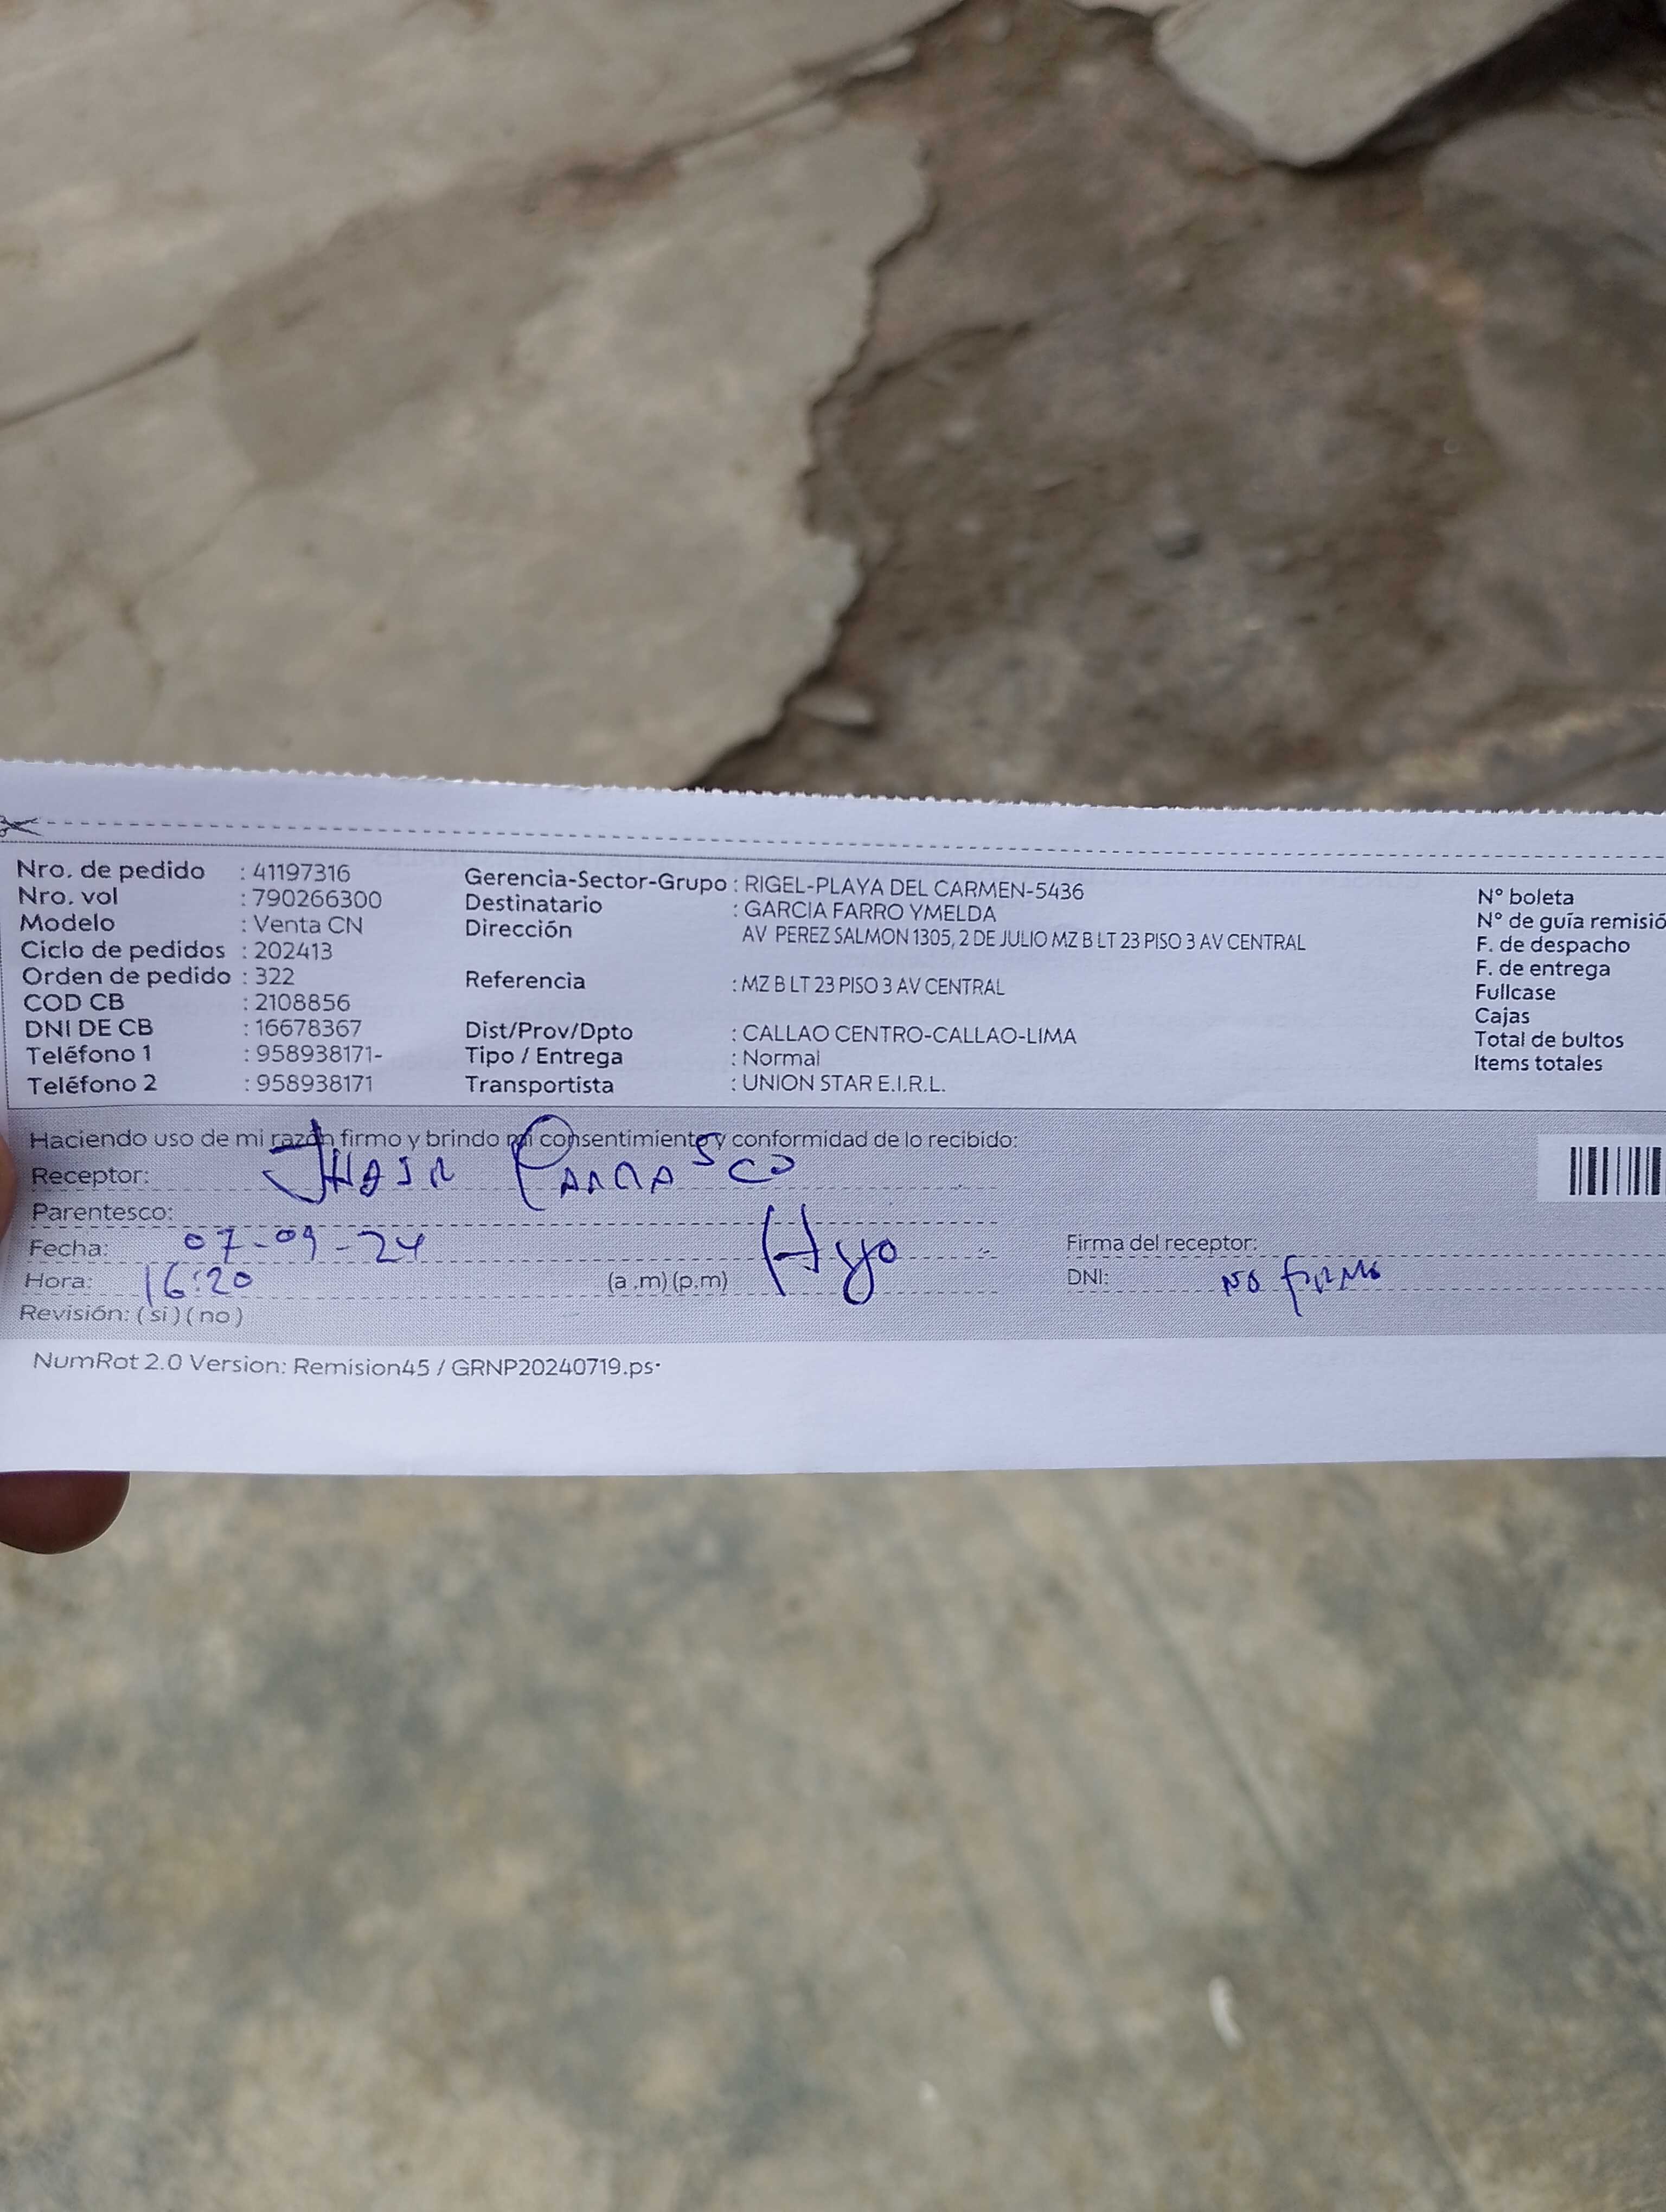 Nro. de pedido : 41197316
Nro. vol : 790266300
Modelo : Venta CN
Ciclo de pedidos : 202413
Orden de pedido : 322
COD CB : 2108856
DNI DE CB : 16678367
Teléfono 1 : 958938171-
Teléfono 2 : 958938171
Gerencia-Sector-Grupo : RIGEL-PLAYA DEL CARMEN-5436
Destinatario : GARCIA FARRO YMELDA
Dirección AV PEREZ SALMON 1305, 2 DE JULIO MZ B LT 23 PISO 3 AV CENTRAL
Referencia : MZ B LT 23 PISO 3 AV CENTRAL
Dist/Prov/Dpto : CALLAO CENTRO-CALLAO-LIMA
Tipo / Entrega : Normal
Transportista : UNION STAR E.I.R.L.
N° boleta
N° de guía remisió
F. de despacho
F. de entrega
Fullcase
Cajas
Total de bultos
Items totales
Haciendo uso de mi razón firmo y brindo mi consentimiento y conformidad de lo recibido:
Receptor: CARRASCO
Parentesco: Hyo
Fecha: 07-09-24
Hora: 16:20 (a .m) (p.m)
Revisión: ( si ) ( no )
Firma del receptor:
DNI: NO firmo
NumRot 2.0 Version: Remision45 / GRNP20240719.ps